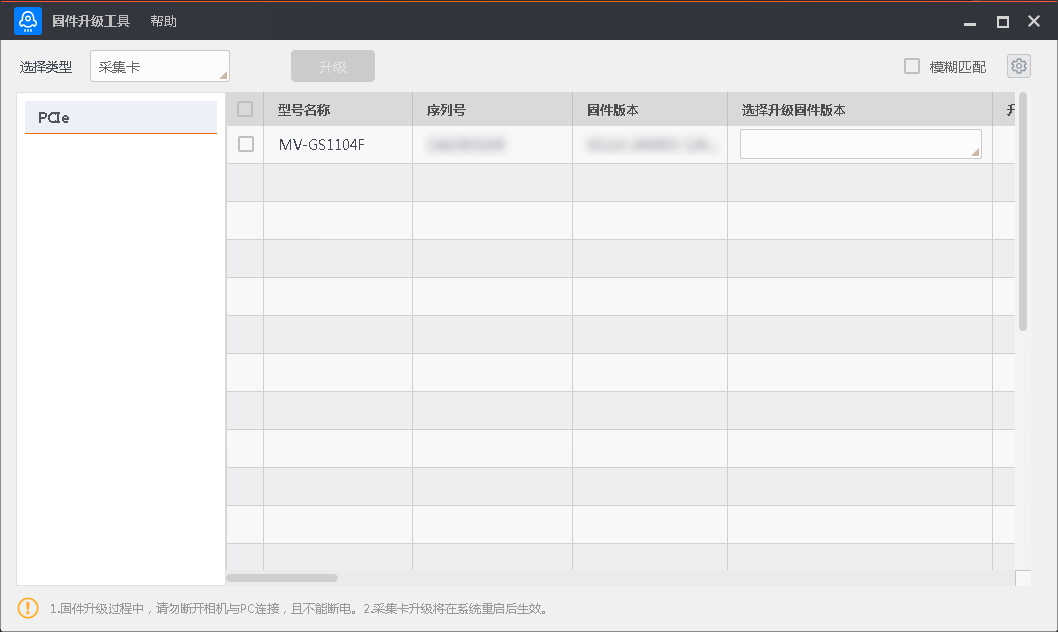 固件升级工具 帮助
选择类型 采集卡 升级 模糊匹配
PCIe
型号名称 序列号 固件版本 选择升级固件版本
MV-GS1104F
1.固件升级过程中，请勿断开相机与PC连接，且不能断电。2.采集卡升级将在系统重启后生效。